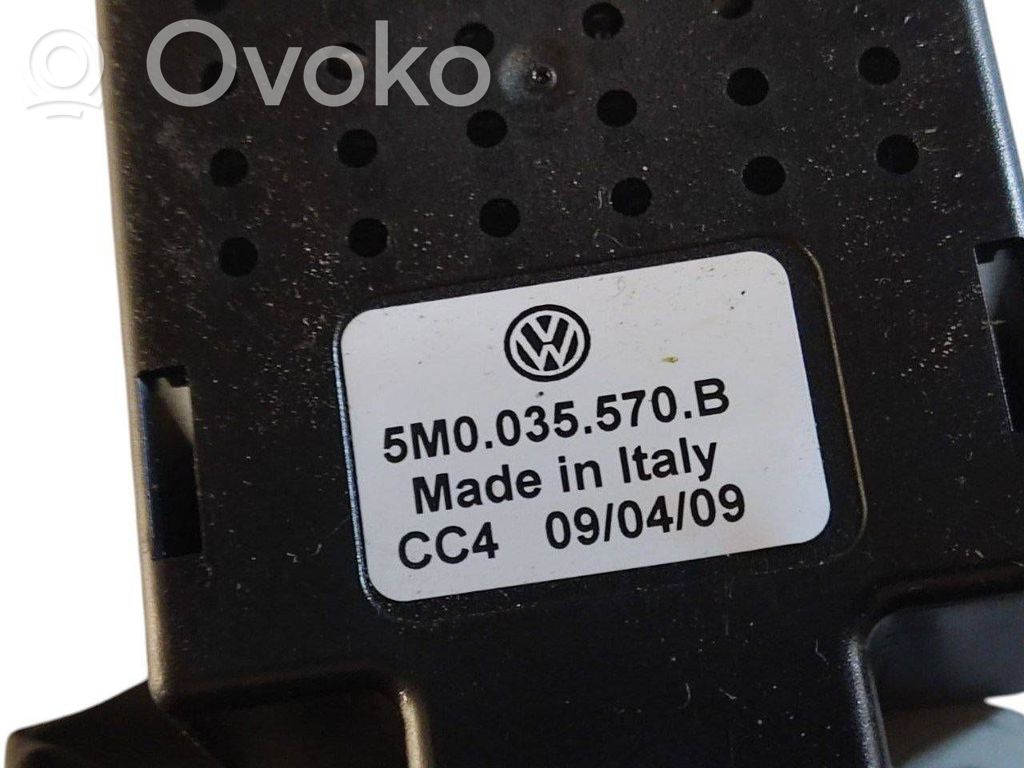 Ovoko
5M0.035.570.B
Made in Italy
CC4 09/04/09